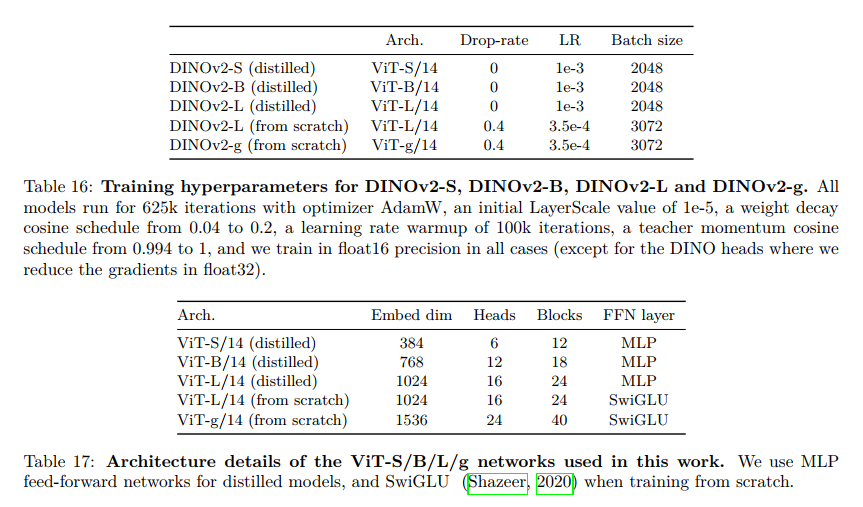 Arch. Drop-rate LR Batch size
DINOv2-S (distilled) ViT-S/14 0 1e-3 2048
DINOv2-B (distilled) ViT-B/14 0 1e-3 2048
DINOv2-L (distilled) ViT-L/14 0 1e-3 2048
DINOv2-L (from scratch) ViT-L/14 0.4 3.5e-4 3072
DINOv2-g (from scratch) ViT-g/14 0.4 3.5e-4 3072
Table 16: Training hyperparameters for DINOv2-S, DINOv2-B, DINOv2-L and DINOv2-g. All
models run for 625k iterations with optimizer AdamW, an initial LayerScale value of 1e-5, a weight decay
cosine schedule from 0.04 to 0.2, a learning rate warmup of 100k iterations, a teacher momentum cosine
schedule from 0.994 to 1, and we train in float16 precision in all cases (except for the DINO heads where we
reduce the gradients in float32).
Arch. Embed dim Heads Blocks FFN layer
ViT-S/14 (distilled) 384 6 12 MLP
ViT-B/14 (distilled) 768 12 18 MLP
ViT-L/14 (distilled) 1024 16 24 MLP
ViT-L/14 (from scratch) 1024 16 24 SwiGLU
ViT-g/14 (from scratch) 1536 24 40 SwiGLU
Table 17: Architecture details of the ViT-S/B/L/g networks used in this work. We use MLP
feed-forward networks for distilled models, and SwiGLU (Shazeer, 2020) when training from scratch.